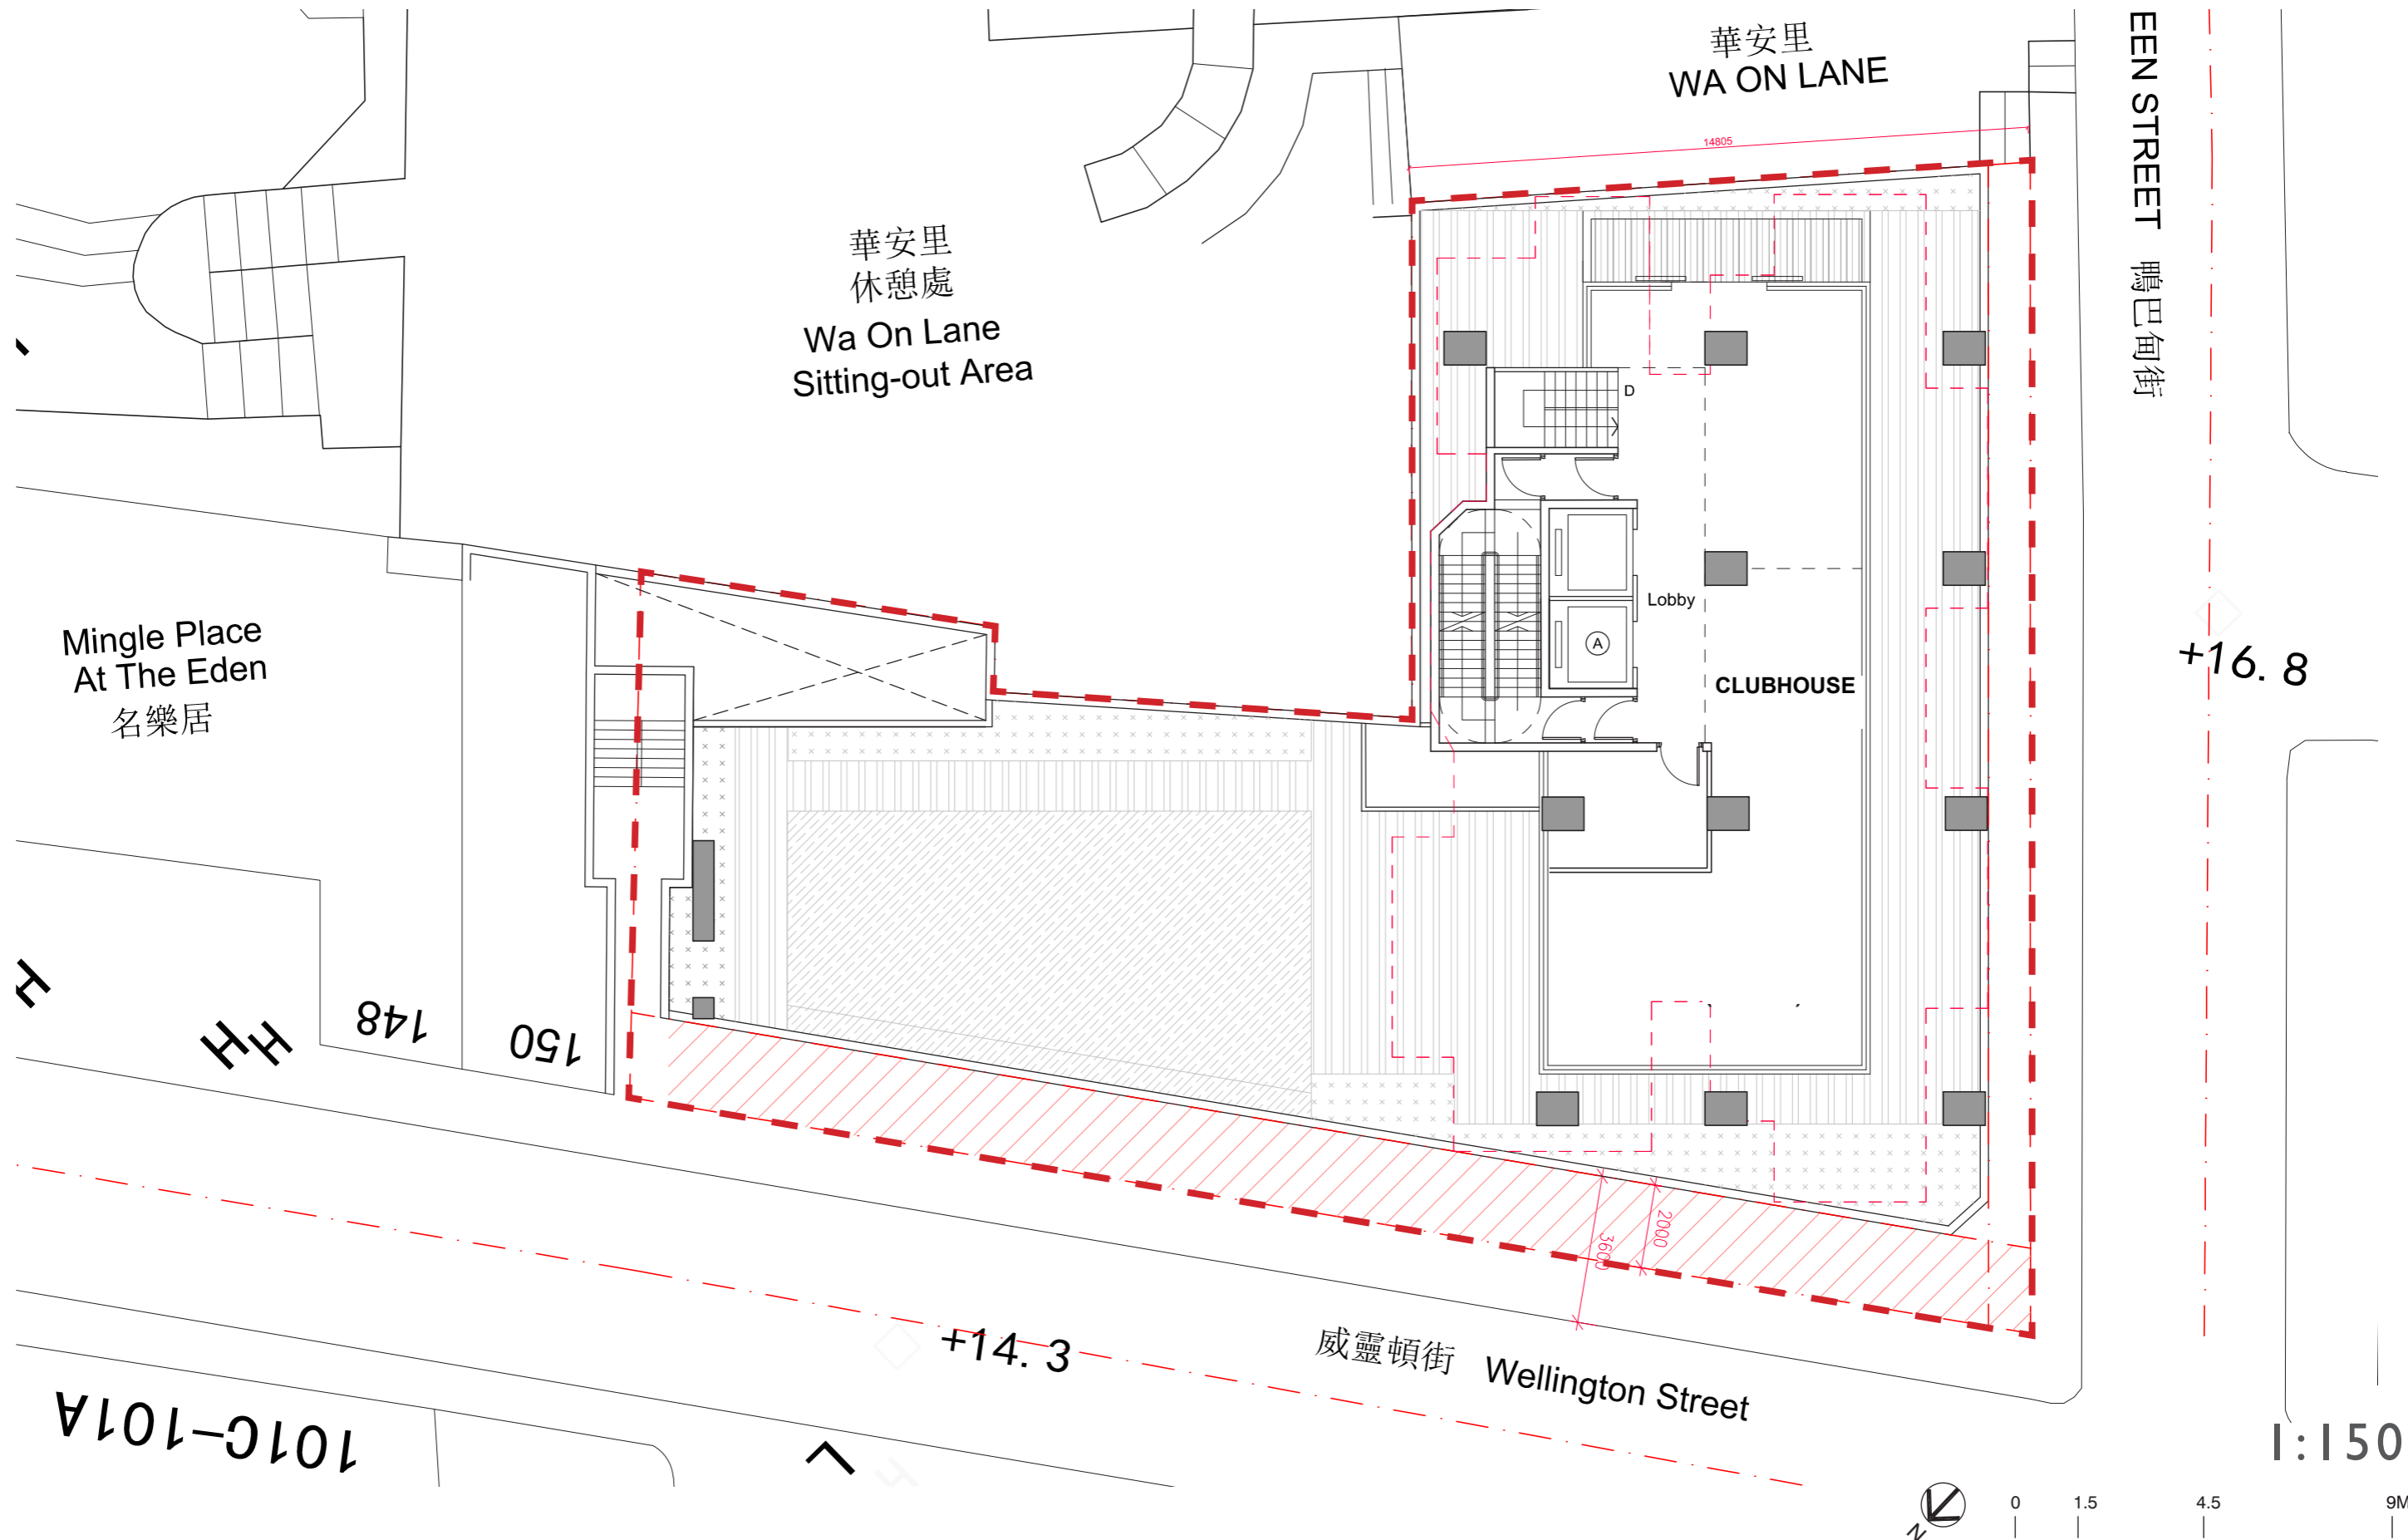 華安里
WA ON LANE
EEN STREET 鴨巴甸街
14805
華安里
休憩處
Wa On Lane
Sitting-out Area
D
Lobby
A
CLUBHOUSE
+16.8
Mingle Place
At The Eden
名樂居
H
HH
148
150
2000
3600
+14.3
威靈頓街 Wellington Street
101C-101A
L
H
1:150
N
0 1.5 4.5 9M